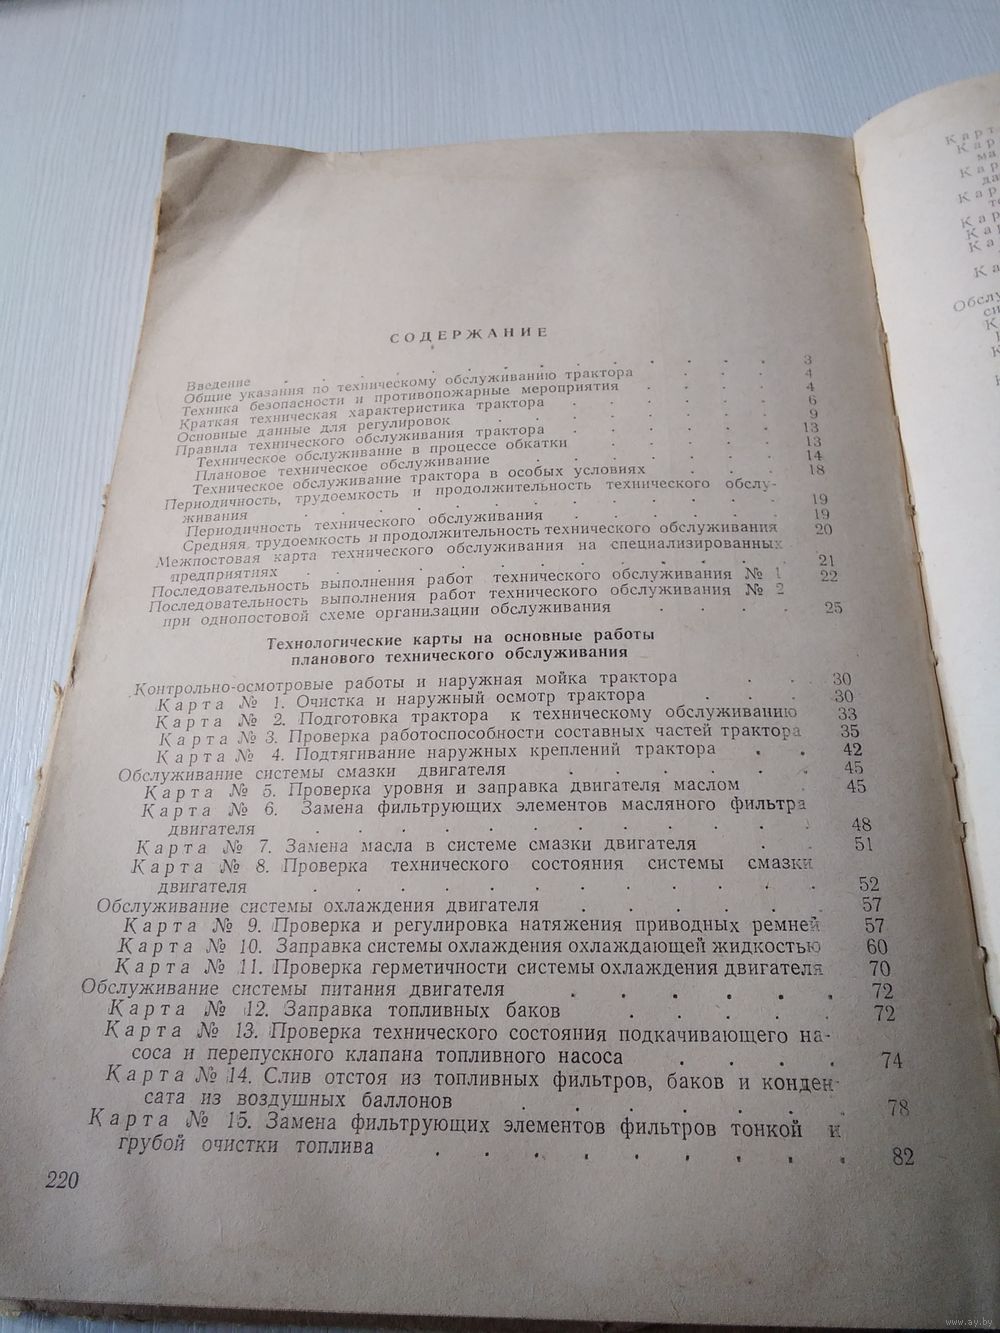 СОДЕРЖАНИЕ
Введение . . . . . . . . . . . 3
Общие указания по техническому обслуживанию трактора . . . 4
Техника безопасности и противопожарные мероприятия . . . . 4
Краткая техническая характеристика трактора . . . . . 6
Основные данные для регулировок . . . . . . . 9
Правила технического обслуживания трактора . . . . . 13
Техническое обслуживание в процессе обкатки . . . . 13
Плановое техническое обслуживание . . . . . . 14
Техническое обслуживание трактора в особых условиях . . . 18
Периодичность, трудоемкость и продолжительность технического обслу-
живания . . . . . . . . . . . 19
Периодичность технического обслуживания . . . . . 19
Средняя трудоемкость и продолжительность технического обслуживания 20
Межпостовая карта технического обслуживания на специализированных
предприятиях . . . . . . . . . . 21
Последовательность выполнения работ технического обслуживания № 1 22
Последовательность выполнения работ технического обслуживания № 2
при однопостовой схеме организации обслуживания . . . . 25
Технологические карты на основные работы
планового технического обслуживания
Контрольно-осмотровые работы и наружная мойка трактора . . 30
Карта № 1. Очистка и наружный осмотр трактора . . . 30
Карта № 2. Подготовка трактора к техническому обслуживанию 33
Карта № 3. Проверка работоспособности составных частей трактора 35
Карта № 4. Подтягивание наружных креплений трактора . . 42
Обслуживание системы смазки двигателя . . . . . . 45
Карта № 5. Проверка уровня и заправка двигателя маслом . 45
Карта № 6. Замена фильтрующих элементов масляного фильтра
двигателя . . . . . . . . . . . . 48
Карта № 7. Замена масла в системе смазки двигателя . . 51
Карта № 8. Проверка технического состояния системы смазки
двигателя . . . . . . . . . . . . 52
Обслуживание системы охлаждения двигателя . . . . . . 57
Карта № 9. Проверка и регулировка натяжения приводных ремней 57
Карта № 10. Заправка системы охлаждения охлаждающей жидкостью 60
Карта № 11. Проверка герметичности системы охлаждения двигателя 70
Обслуживание системы питания двигателя . . . . . . 72
Карта № 12. Заправка топливных баков . . . . . 72
Карта № 13. Проверка технического состояния подкачивающего на-
соса и перепускного клапана топливного насоса . . . . 74
Карта № 14. Слив отстоя из топливных фильтров, баков и конден-
сата из воздушных баллонов . . . . . . . . 78
Карта № 15. Замена фильтрующих элементов фильтров тонкой и
грубой очистки топлива . . . . . . . . . 82
220
www.ay.by